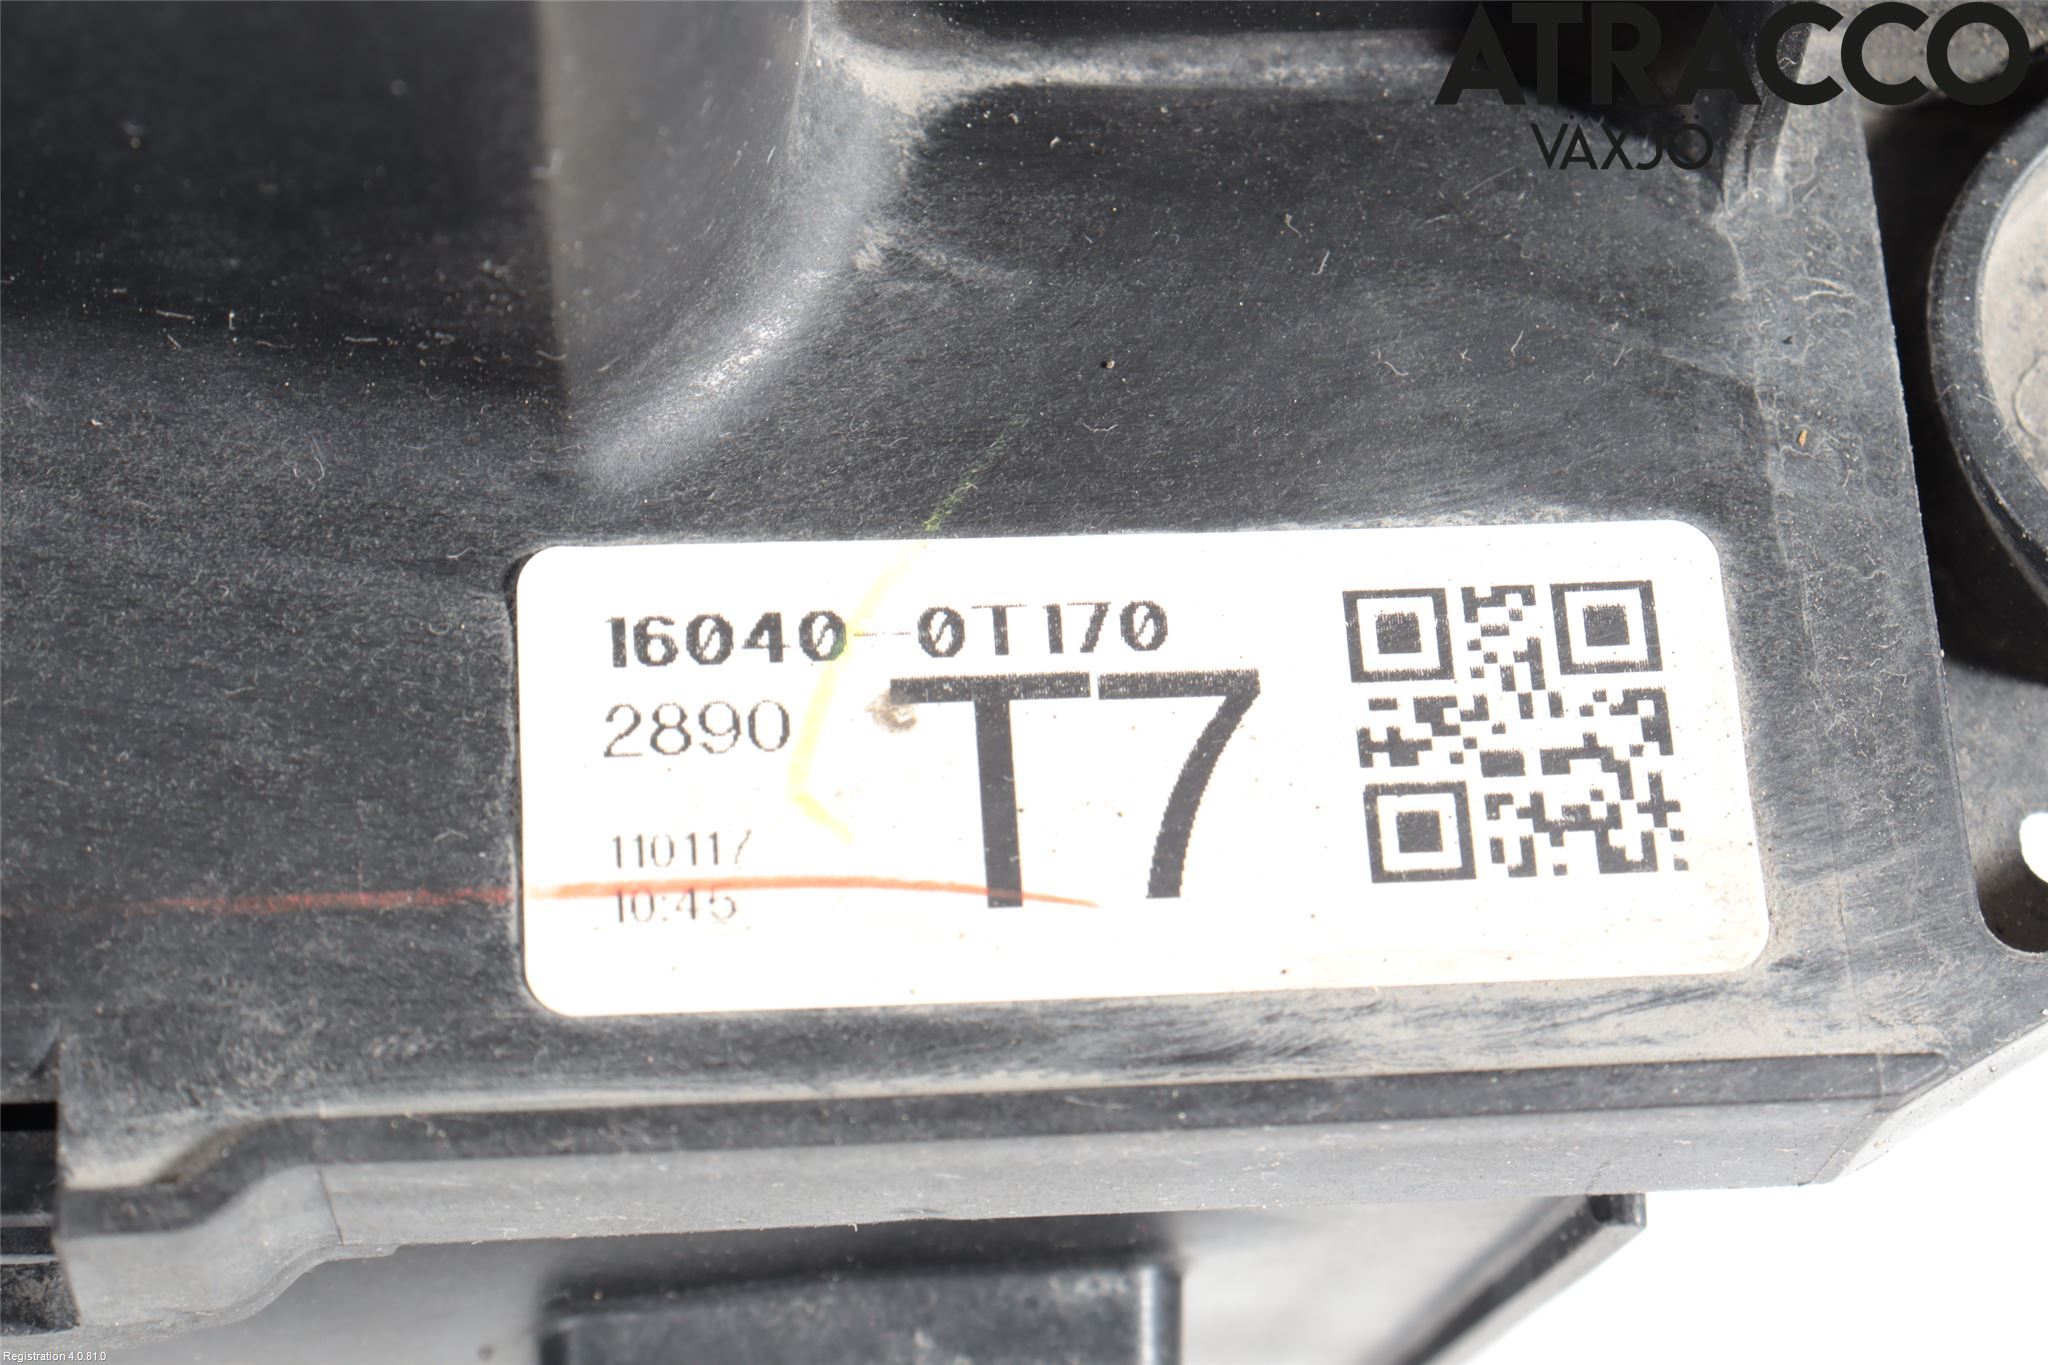 ATRACCO
VÄXJÖ
16040-0T170
2890
T7
110117
10:45
Registration 4.0.81.0